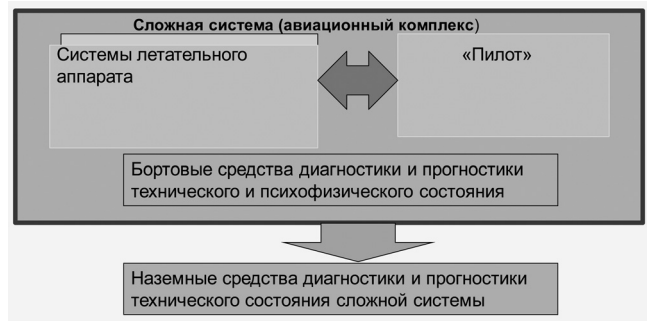 Сложная система (авиационный комплекс)
Системы летательного
аппарата
«Пилот»
Бортовые средства диагностики и прогностики
технического и психофизического состояния
Наземные средства диагностики и прогностики
технического состояния сложной системы